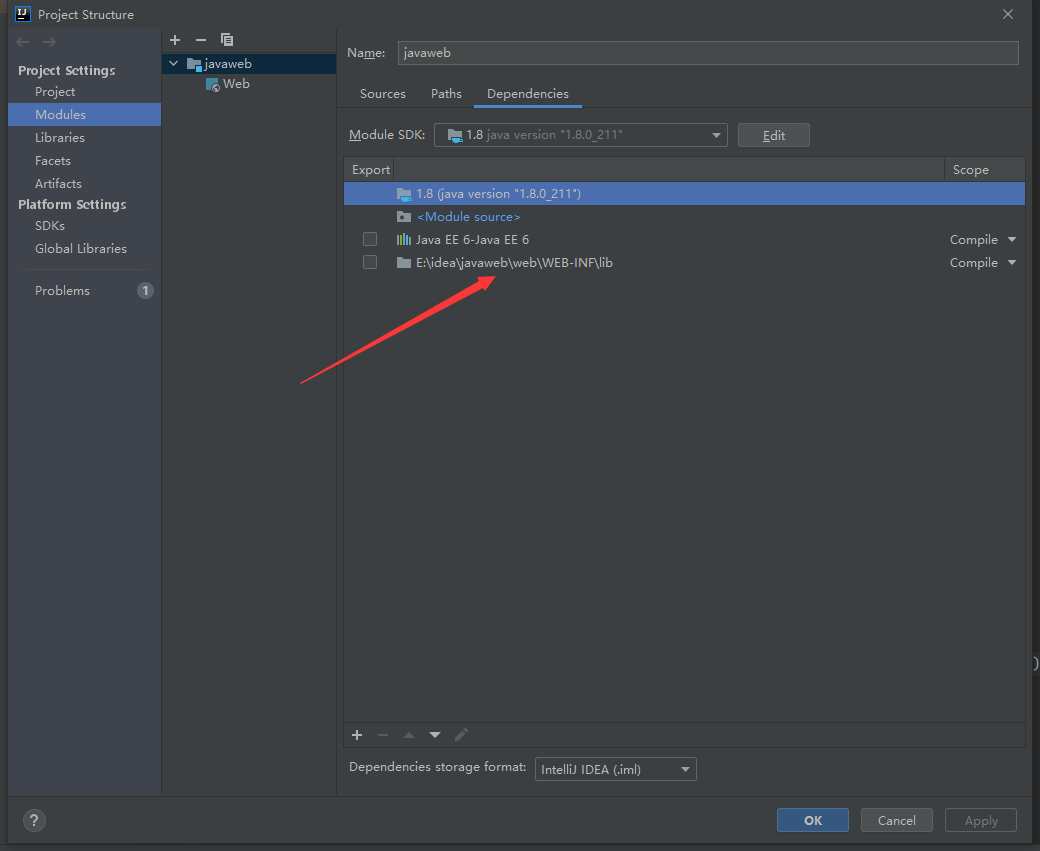 Project Structure
Project Settings
Project
Modules
Libraries
Facets
Artifacts
Platform Settings
SDKs
Global Libraries
Problems 1
javaweb
Web
Name: javaweb
Sources Paths Dependencies
Module SDK: 1.8 java version "1.8.0_211" Edit
Export Scope
1.8 (java version "1.8.0_211")
<Module source>
Java EE 6-Java EE 6 Compile
E:\idea\javaweb\web\WEB-INF\lib Compile
Dependencies storage format: IntelliJ IDEA (.iml)
? OK Cancel Apply
)